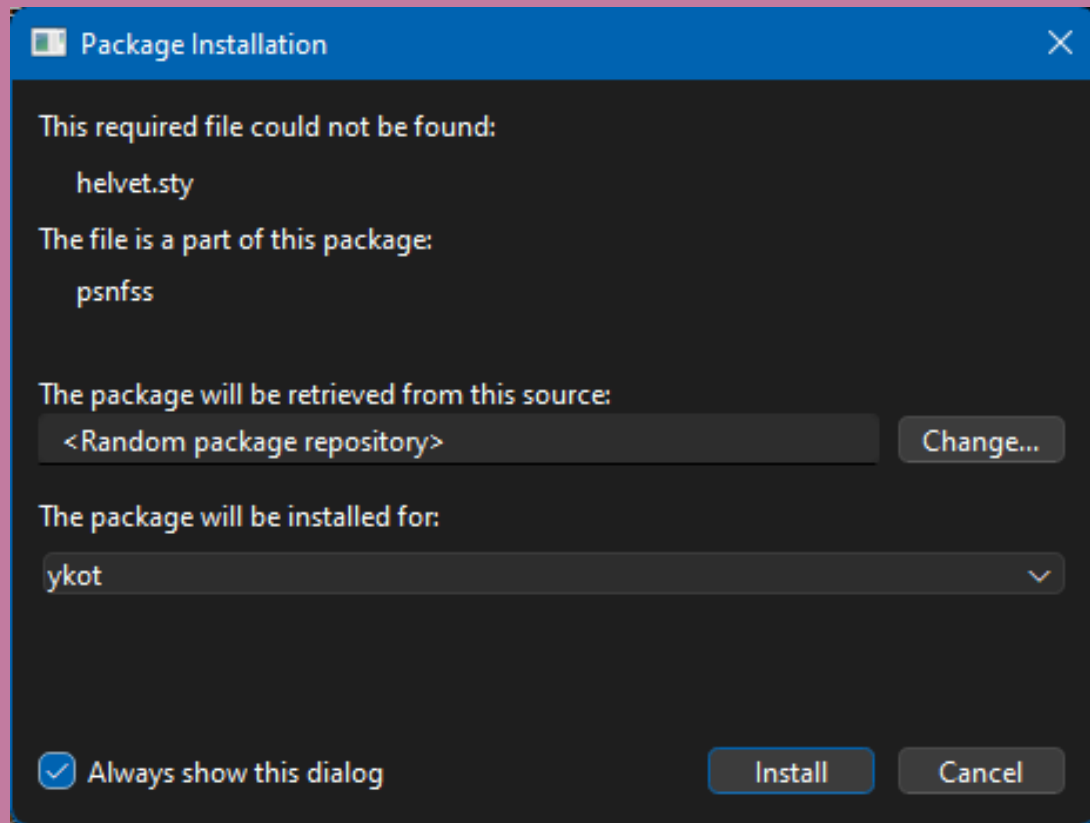 Package Installation
This required file could not be found:
helvet.sty
The file is a part of this package:
psnfss
The package will be retrieved from this source:
<Random package repository>
Change...
The package will be installed for:
ykot
Always show this dialog
Install
Cancel